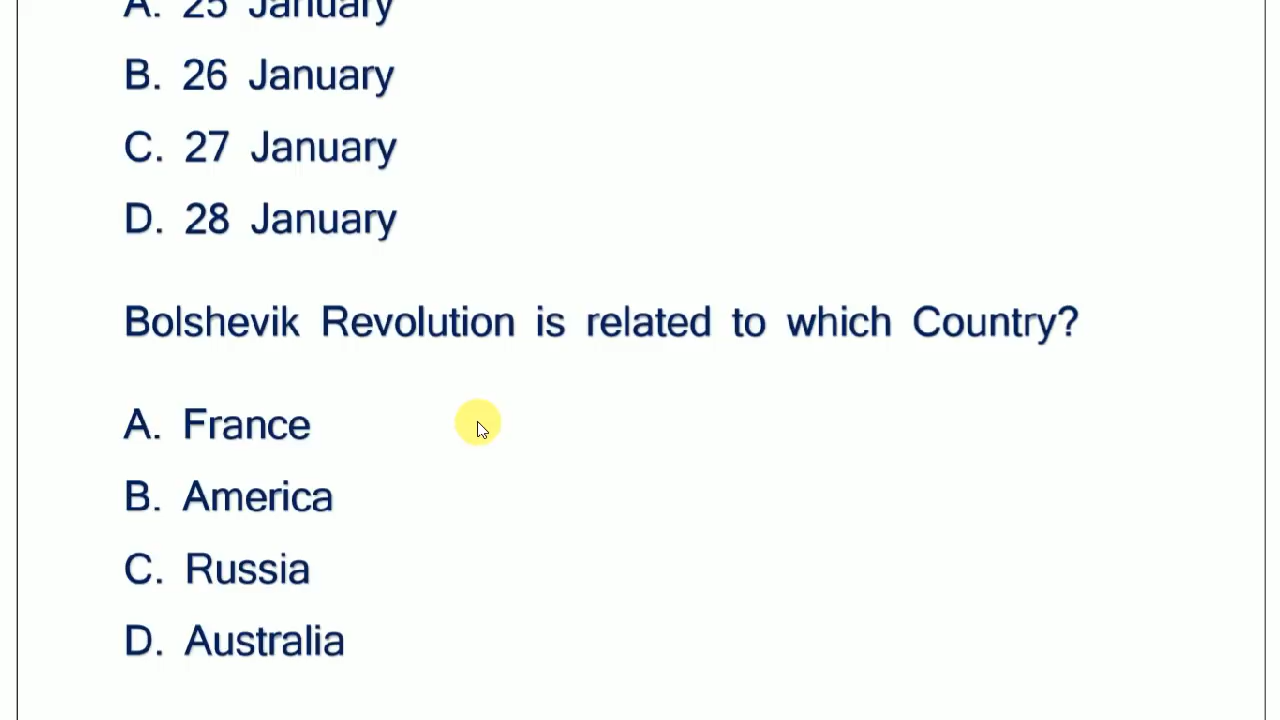 A. 25 January
B. 26 January
C. 27 January
D. 28 January
Bolshevik Revolution is related to which Country?
A. France
B. America
C. Russia
D. Australia